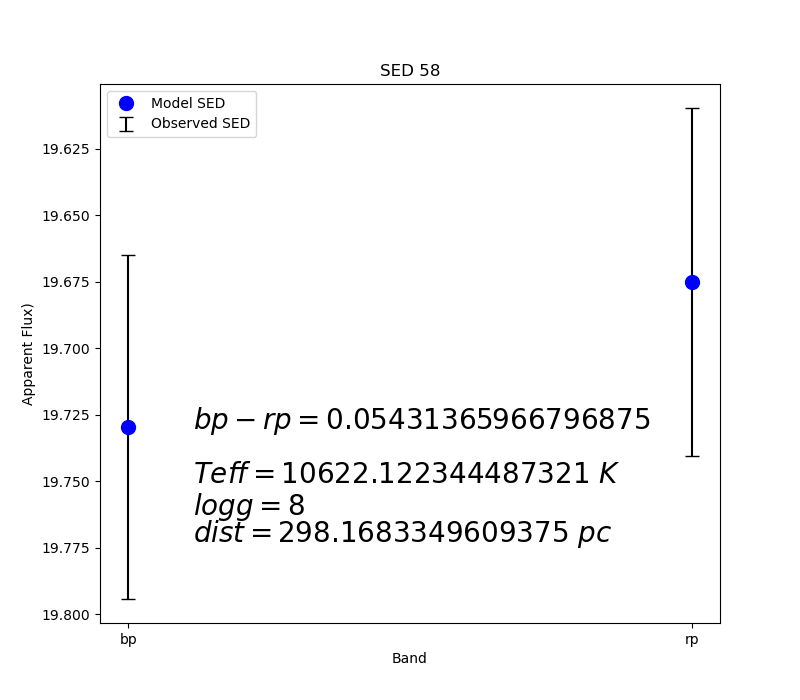 SED 58
Model SED
Observed SED
19.625
19.650
19.675
19.700
19.725
19.750
19.775
19.800
Apparent Flux)
bp − rp = 0.05431365966796875
Teff = 10622.122344487321 K
logg = 8
dist = 298.1683349609375 pc
bp
rp
Band